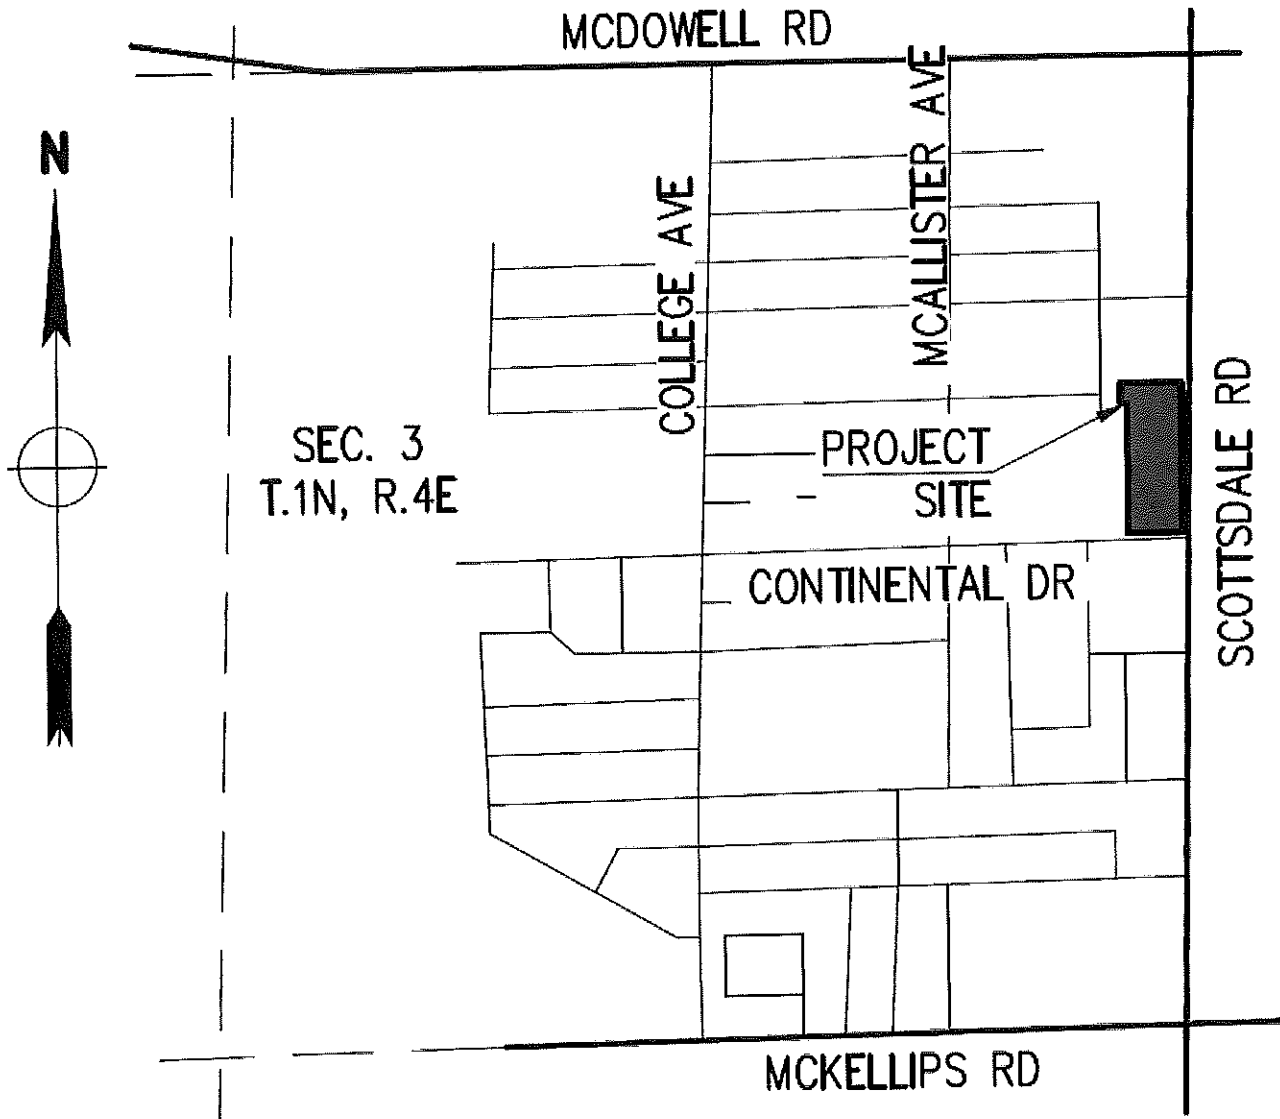 MCDOWELL RD
N
COLLEGE AVE
MCALLISTER AVE
SCOTTSDALE RD
SEC. 3
T.1N, R.4E
PROJECT
SITE
CONTINENTAL DR
MCKELLIPS RD